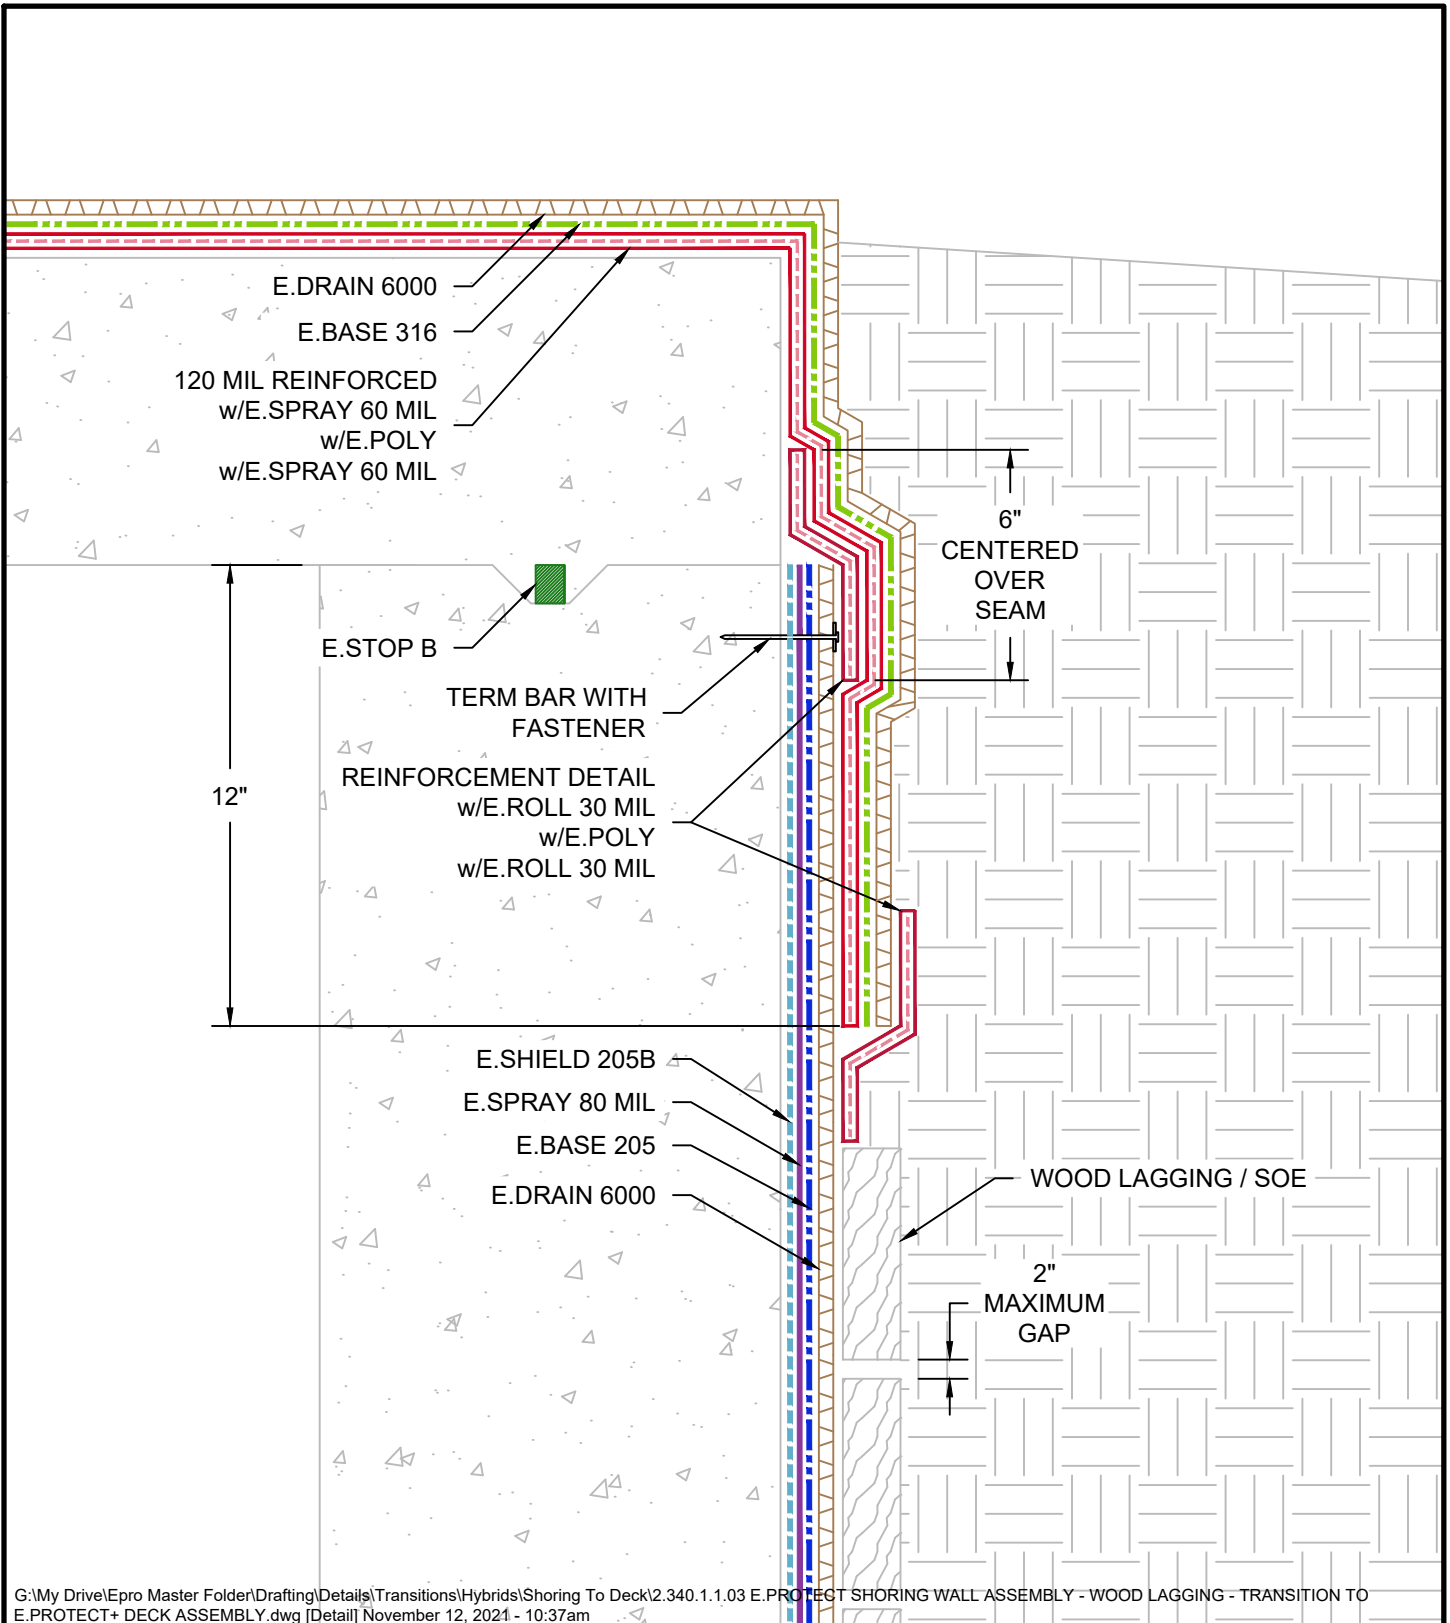 E.DRAIN 6000
E.BASE 316
120 MIL REINFORCED
w/E.SPRAY 60 MIL
w/E.POLY
w/E.SPRAY 60 MIL
6"
CENTERED
OVER
SEAM
E.STOP B
TERM BAR WITH
FASTENER
REINFORCEMENT DETAIL
w/E.ROLL 30 MIL
w/E.POLY
w/E.ROLL 30 MIL
12"
E.SHIELD 205B
E.SPRAY 80 MIL
E.BASE 205
E.DRAIN 6000
WOOD LAGGING / SOE
2"
MAXIMUM
GAP
G:\My Drive\Epro Master Folder\Drafting\Details\Transitions\Hybrids\Shoring To Deck\2.340.1.1.03 E.PROTECT SHORING WALL ASSEMBLY - WOOD LAGGING - TRANSITION TO
E.PROTECT+ DECK ASSEMBLY.dwg [Detail] November 12, 2021 - 10:37am